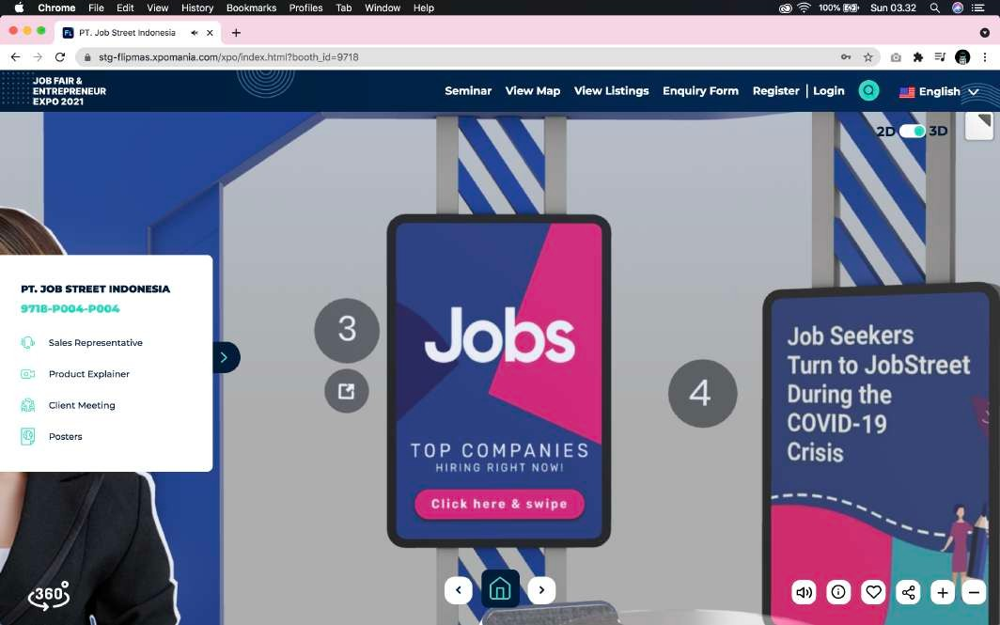 Chrome File Edit View History Bookmarks Profiles Tab Window Help
100% Sun 03.32
FL PT. Job Street Indonesia
stg-flipmas.xpomania.com/xpo/index.html?booth_id=9718
JOB FAIR &
ENTREPRENEUR
EXPO 2021
Seminar View Map View Listings Enquiry Form Register | Login English
2D 3D
PT. JOB STREET INDONESIA
9718-P004-P004
Sales Representative
Product Explainer
Client Meeting
Posters
3
Jobs
TOP COMPANIES
HIRING RIGHT NOW!
Click here & swipe
4
Job Seekers
Turn to JobStreet
During the
COVID-19
Crisis
360°